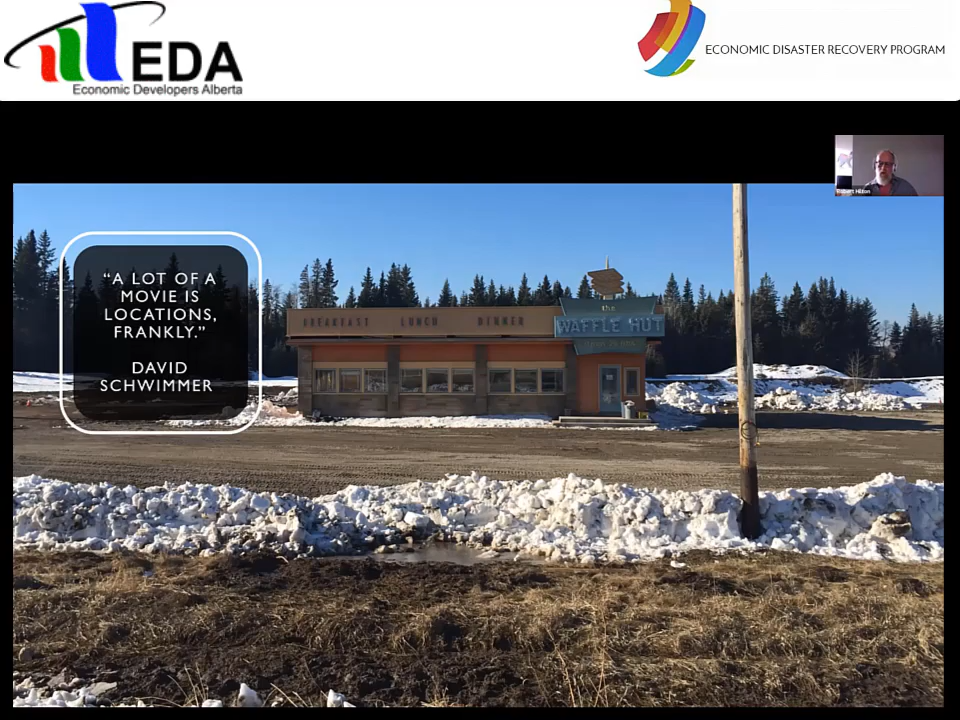 EDA
Economic Developers Alberta
ECONOMIC DISASTER RECOVERY PROGRAM
“A LOT OF A
MOVIE IS
LOCATIONS,
FRANKLY.”
DAVID
SCHWIMMER
BREAKFAST LUNCH DINNER
the
WAFFLE HUT